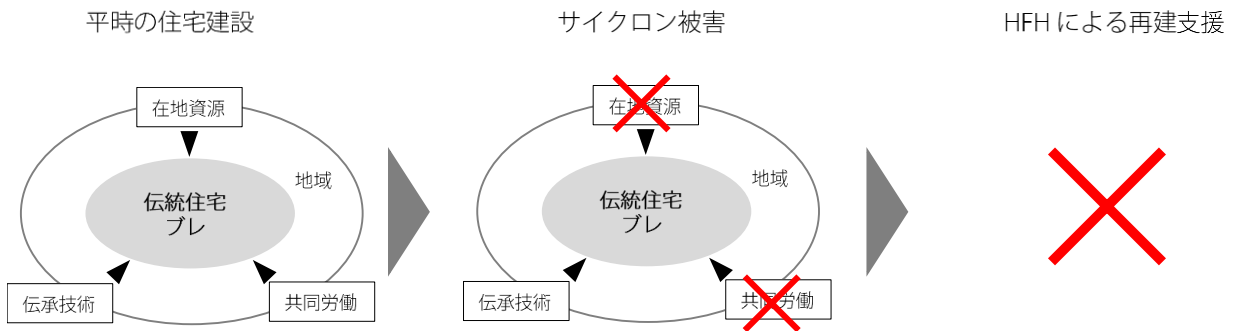 平時の住宅建設
サイクロン被害
HFH による再建支援
在地資源
地域
伝統住宅
ブレ
伝承技術
共同労働
在地資源
地域
伝統住宅
ブレ
伝承技術
共同労働